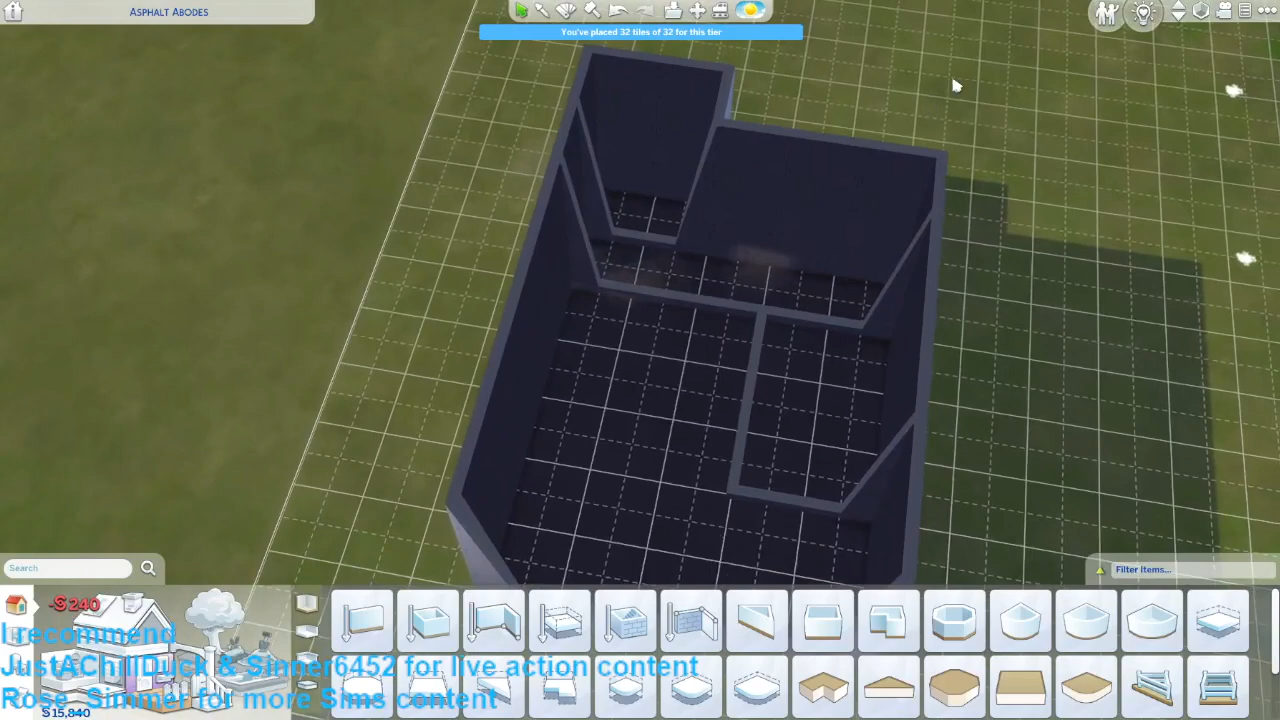 ASPHALT ABODES
You've placed 32 tiles of 32 for this tier
Search
Filter Items...
-§240
I recommend
JustAChillDuck & Sinner6452 for live action content
Rose_Simmer for more Sims content
§15,840